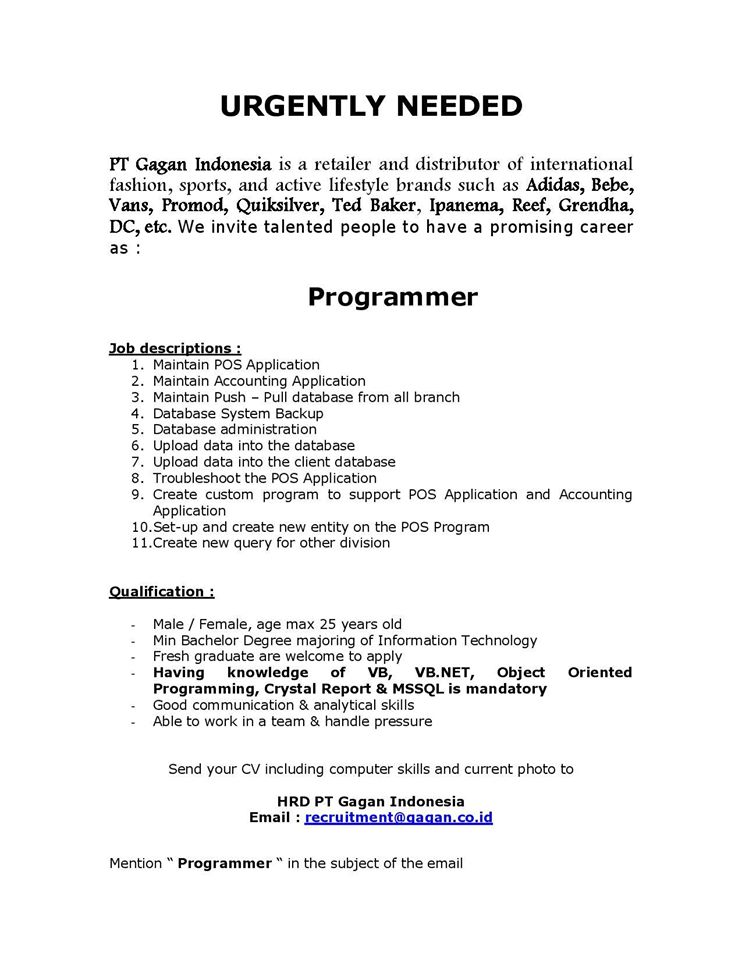 URGENTLY NEEDED
PT Gagan Indonesia is a retailer and distributor of international
fashion, sports, and active lifestyle brands such as Adidas, Bebe,
Vans, Promod, Quiksilver, Ted Baker, Ipanema, Reef, Grendha,
DC, etc. We invite talented people to have a promising career
as :
Programmer
Job descriptions :
1. Maintain POS Application
2. Maintain Accounting Application
3. Maintain Push – Pull database from all branch
4. Database System Backup
5. Database administration
6. Upload data into the database
7. Upload data into the client database
8. Troubleshoot the POS Application
9. Create custom program to support POS Application and Accounting
Application
10.Set-up and create new entity on the POS Program
11.Create new query for other division
Qualification :
- Male / Female, age max 25 years old
- Min Bachelor Degree majoring of Information Technology
- Fresh graduate are welcome to apply
- Having knowledge of VB, VB.NET, Object Oriented
Programming, Crystal Report & MSSQL is mandatory
- Good communication & analytical skills
- Able to work in a team & handle pressure
Send your CV including computer skills and current photo to
HRD PT Gagan Indonesia
Email : recruitment@gagan.co.id
Mention “ Programmer “ in the subject of the email